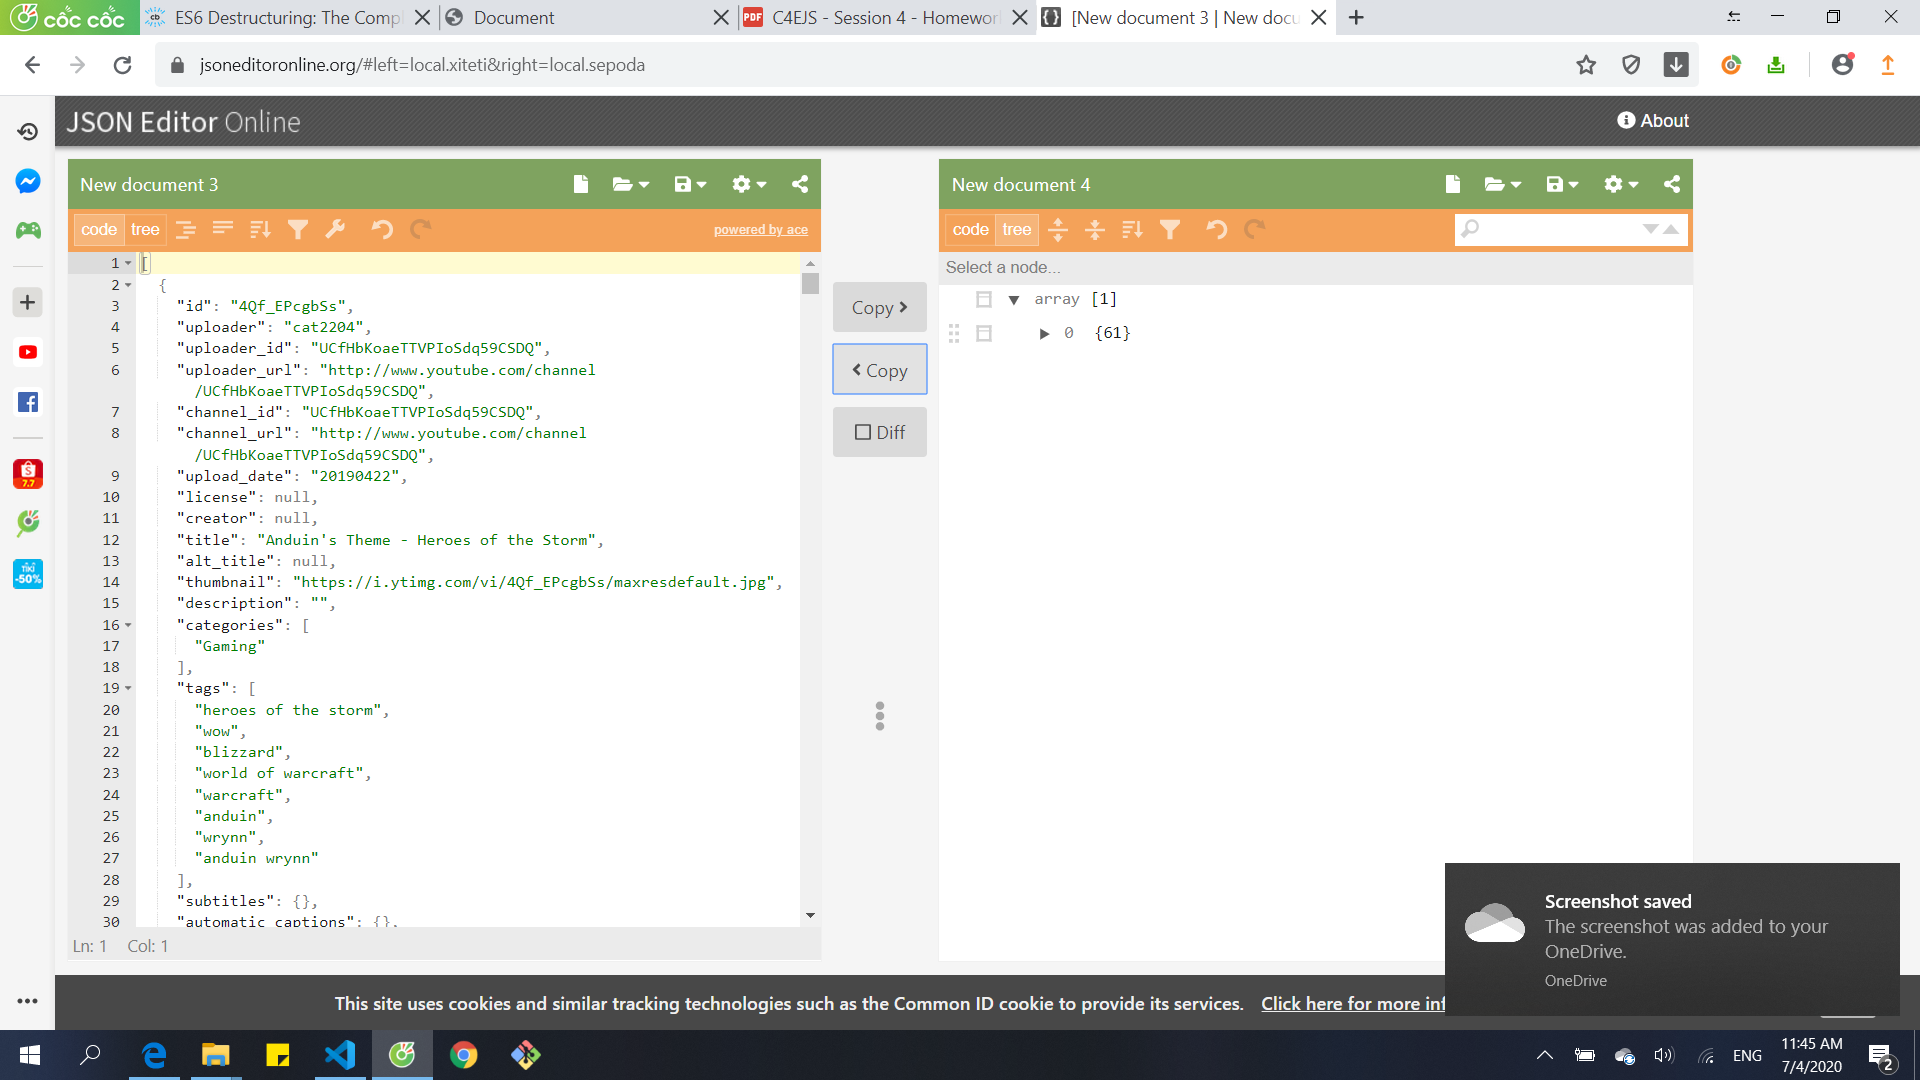 cốc cốc
ES6 Destructuring: The Compl
Document
PDF C4EJS - Session 4 - Homework
[New document 3 | New docu
jsoneditoronline.org/#left=local.xiteti&right=local.sepoda
JSON Editor Online
About
New document 3
code tree
powered by ace
1 [
2 {
3 "id": "4Qf_EPcgbSs",
4 "uploader": "cat2204",
5 "uploader_id": "UCfHbKoaeTTVPIoSdq59CSDQ",
6 "uploader_url": "http://www.youtube.com/channel
/UCfHbKoaeTTVPIoSdq59CSDQ",
7 "channel_id": "UCfHbKoaeTTVPIoSdq59CSDQ",
8 "channel_url": "http://www.youtube.com/channel
/UCfHbKoaeTTVPIoSdq59CSDQ",
9 "upload_date": "20190422",
10 "license": null,
11 "creator": null,
12 "title": "Anduin's Theme - Heroes of the Storm",
13 "alt_title": null,
14 "thumbnail": "https://i.ytimg.com/vi/4Qf_EPcgbSs/maxresdefault.jpg",
15 "description": "",
16 "categories": [
17 "Gaming"
18 ],
19 "tags": [
20 "heroes of the storm",
21 "wow",
22 "blizzard",
23 "world of warcraft",
24 "warcraft",
25 "anduin",
26 "wrynn",
27 "anduin wrynn"
28 ],
29 "subtitles": {},
30 "automatic_captions": {},
Ln: 1 Col: 1
Copy
Copy
Diff
New document 4
code tree
Select a node...
array [1]
0 {61}
7.7
TIKI
-50%
Screenshot saved
The screenshot was added to your
OneDrive.
OneDrive
This site uses cookies and similar tracking technologies such as the Common ID cookie to provide its services. Click here for more inf
ENG
11:45 AM
7/4/2020
2